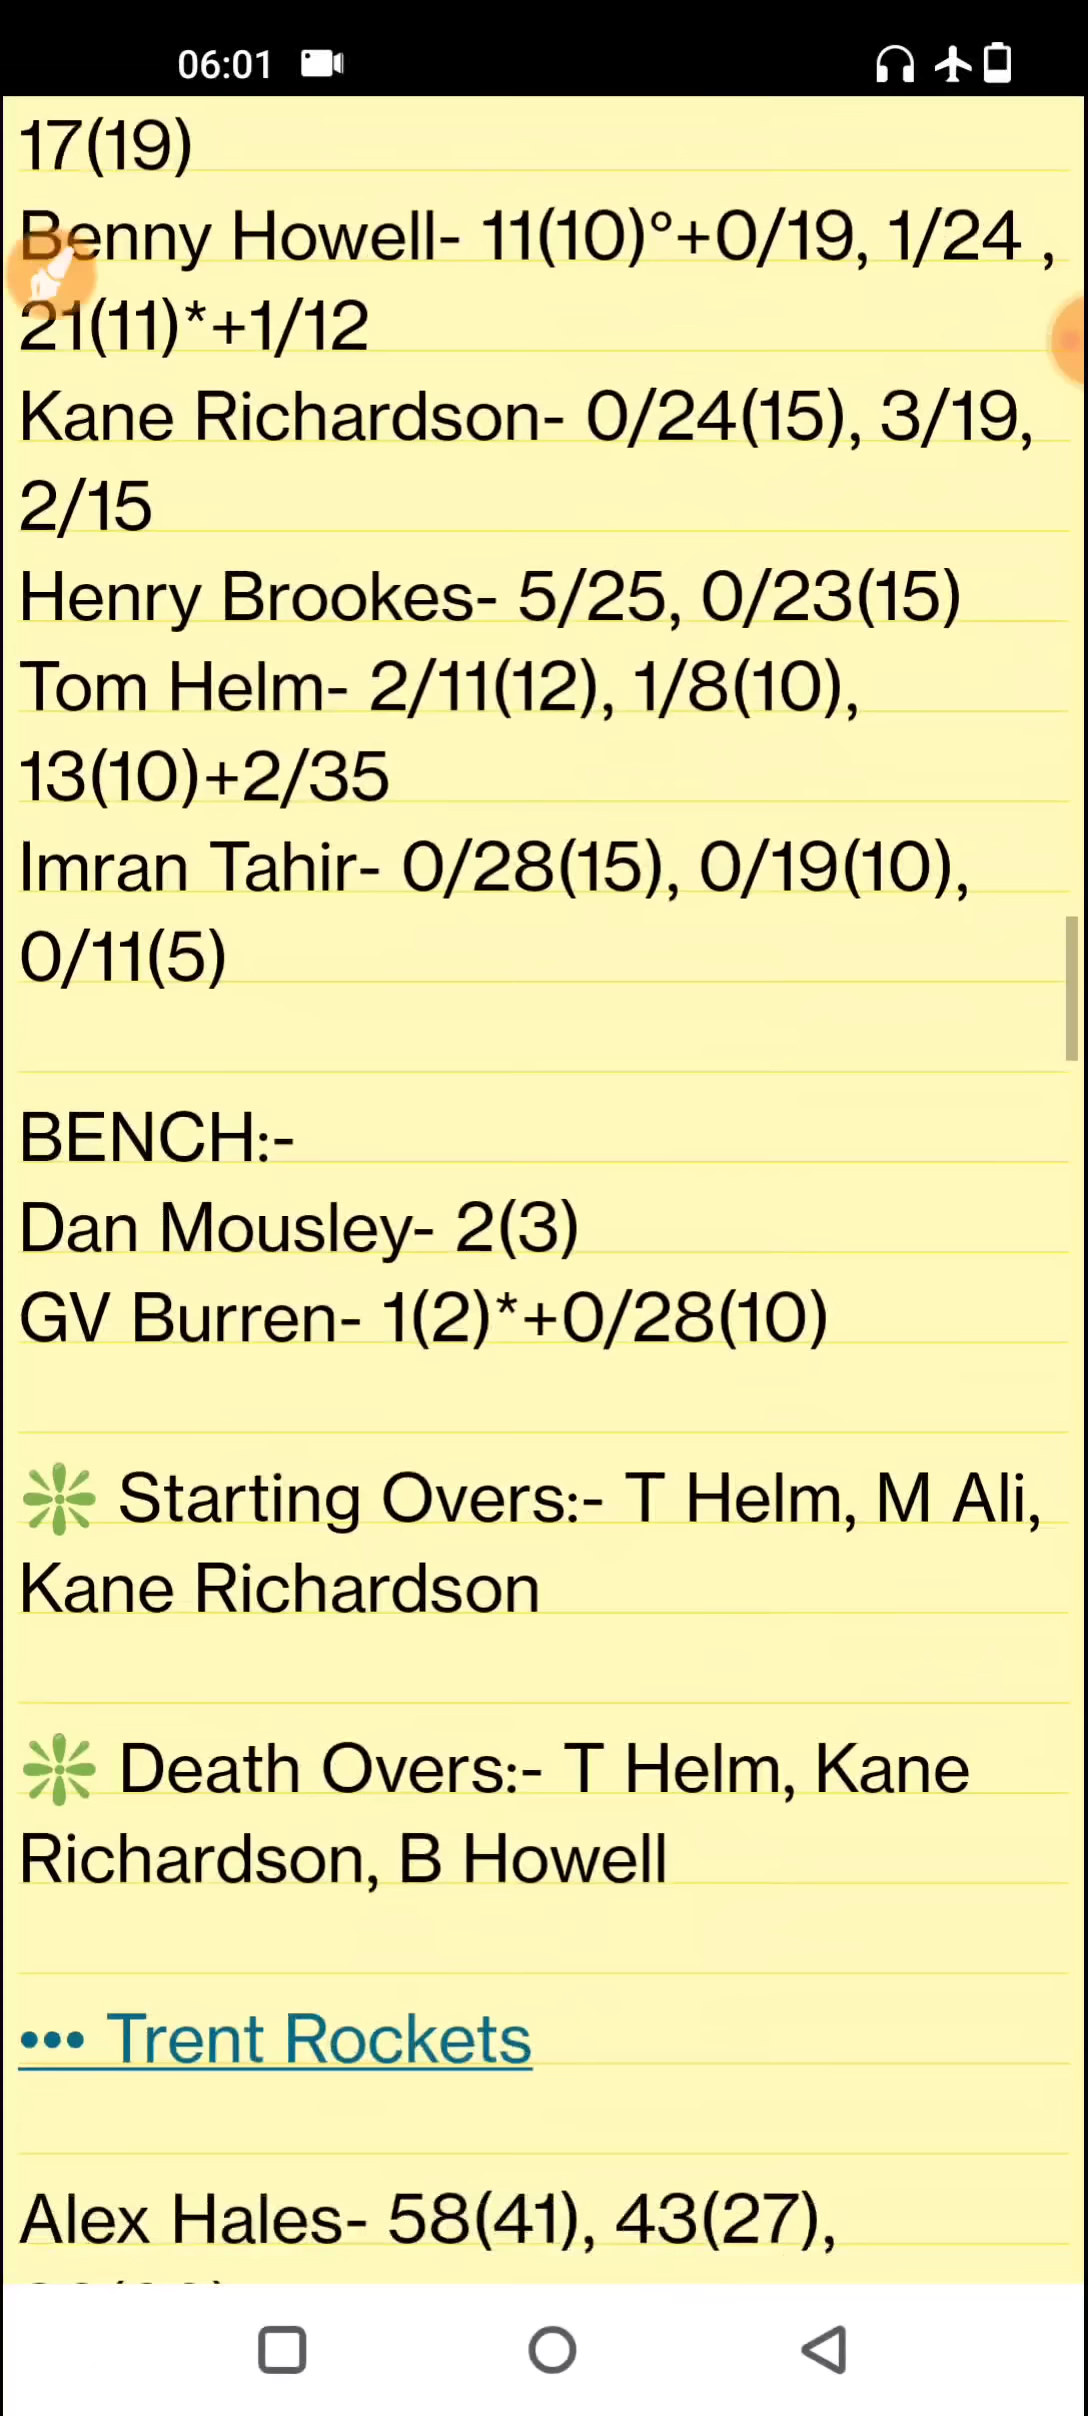 06:01
17(19)
Benny Howell- 11(10)°+0/19, 1/24 ,
21(11)*+1/12
Kane Richardson- 0/24(15), 3/19,
2/15
Henry Brookes- 5/25, 0/23(15)
Tom Helm- 2/11(12), 1/8(10),
13(10)+2/35
Imran Tahir- 0/28(15), 0/19(10),
0/11(5)
BENCH:-
Dan Mousley- 2(3)
GV Burren- 1(2)*+0/28(10)
Starting Overs:- T Helm, M Ali,
Kane Richardson
Death Overs:- T Helm, Kane
Richardson, B Howell
••• Trent Rockets
Alex Hales- 58(41), 43(27),